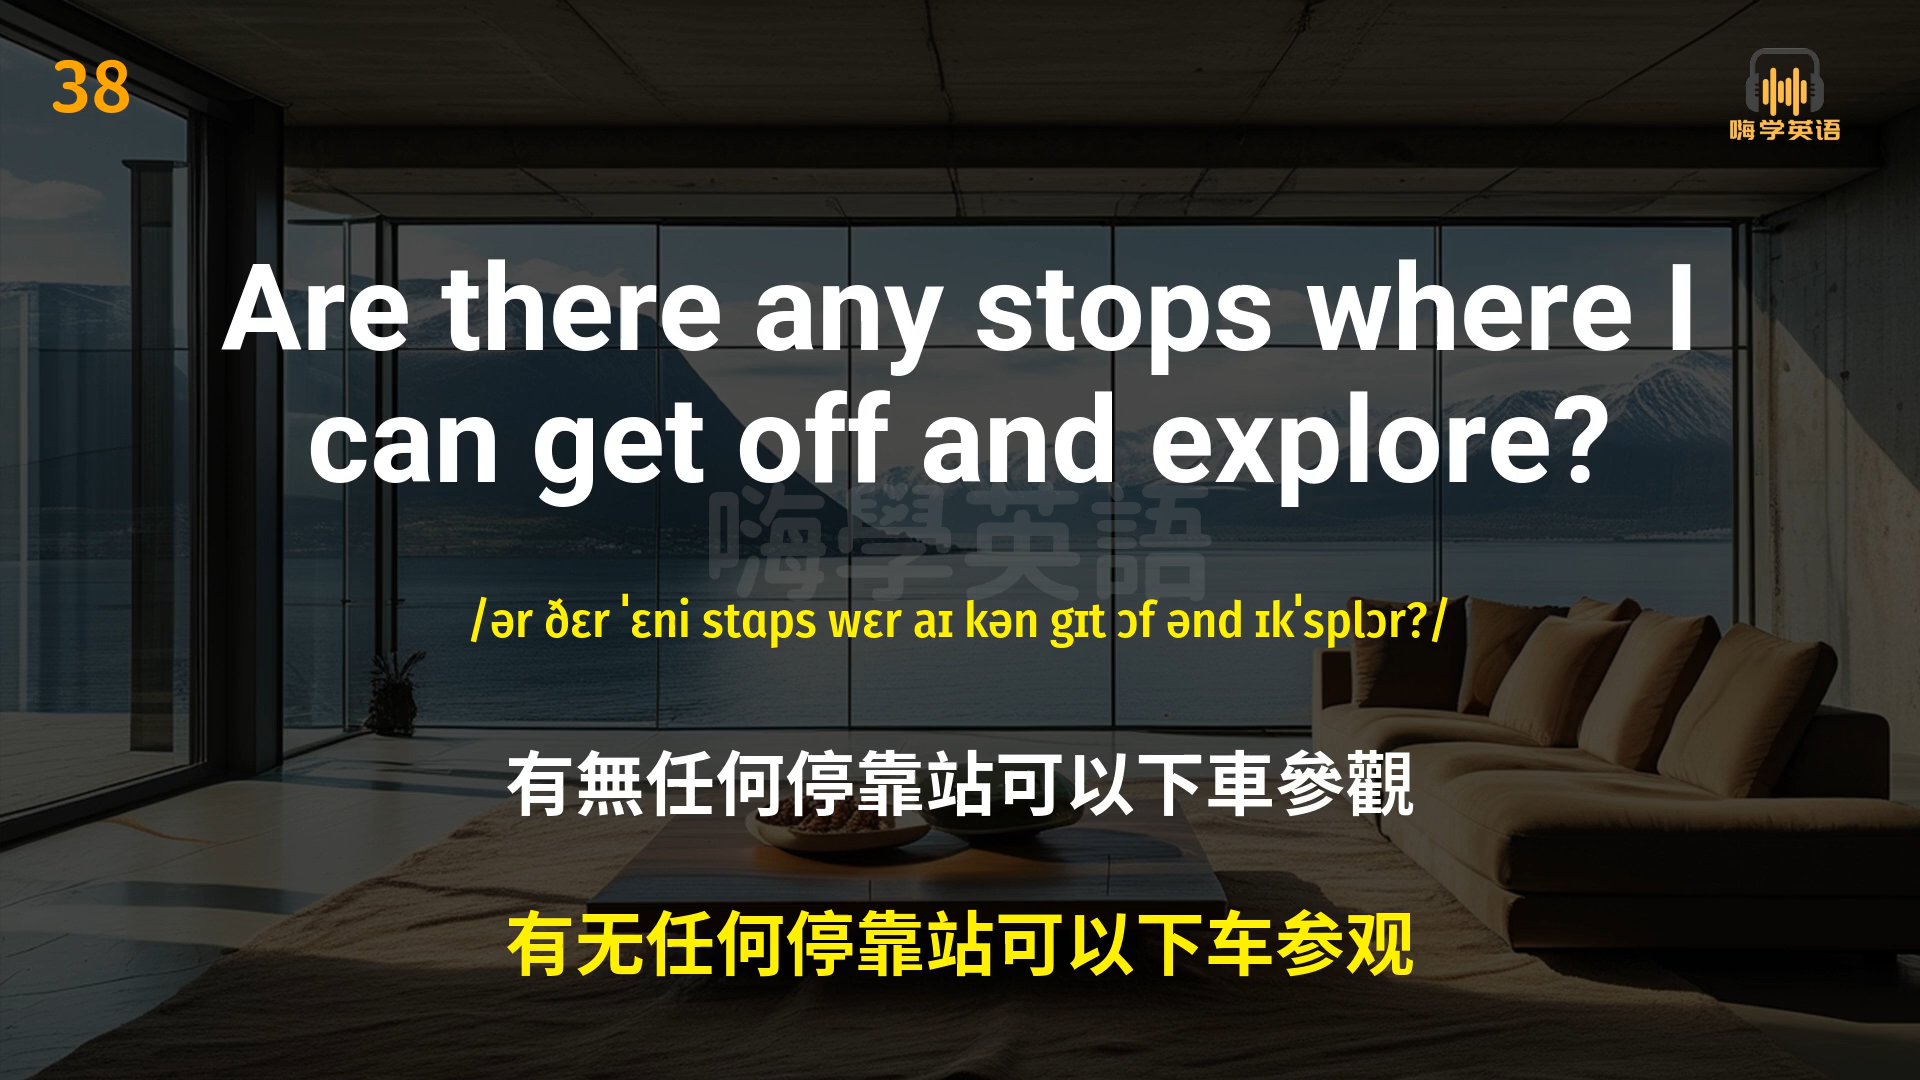 38
嗨学英语
Are there any stops where I
can get off and explore?
嗨學英語
/ər ðɛr ˈɛni stɑps wɛr aɪ kən gɪt ɔf ənd ɪkˈsplɔr?/
有無任何停靠站可以下車參觀
有无任何停靠站可以下车参观